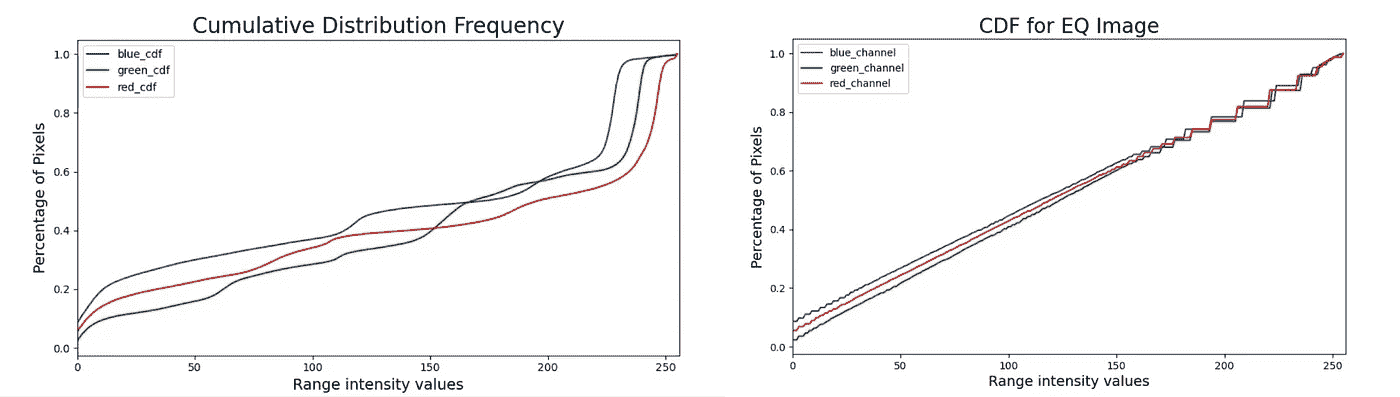 Cumulative Distribution Frequency
blue_cdf
green_cdf
red_cdf
1.0
0.8
0.6
0.4
0.2
0.0
Percentage of Pixels
0 50 100 150 200 250
Range intensity values
CDF for EQ Image
blue_channel
green_channel
red_channel
1.0
0.8
0.6
0.4
0.2
0.0
Percentage of Pixels
0 50 100 150 200 250
Range intensity values